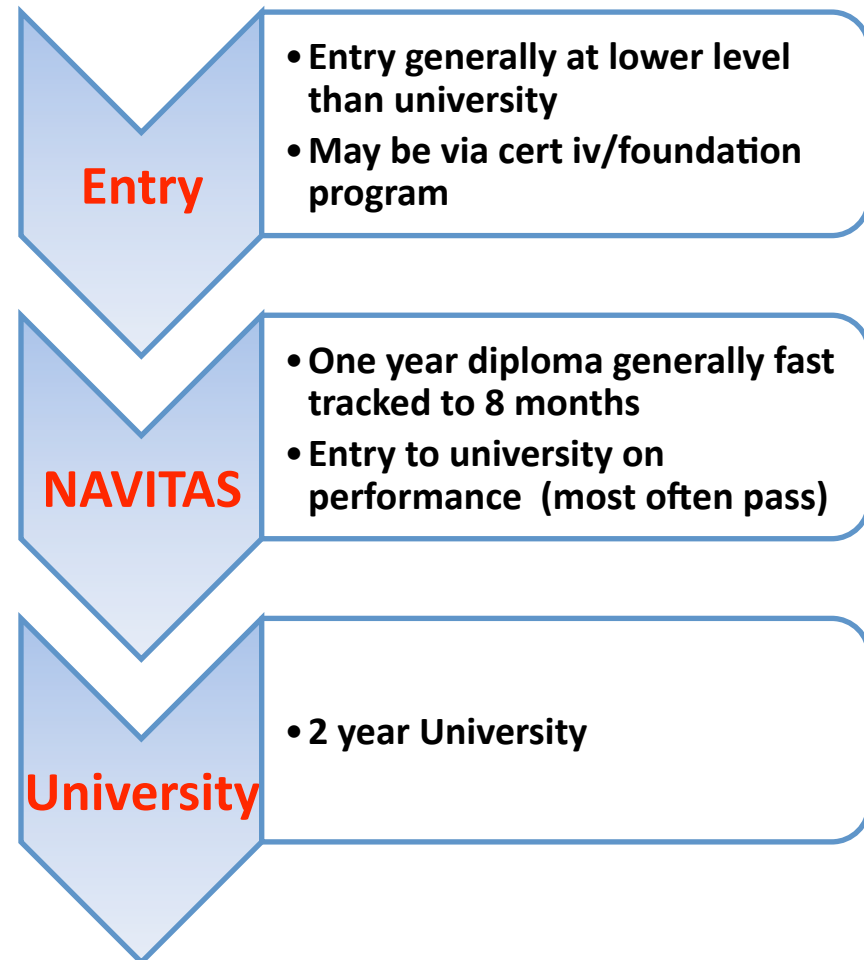 Entry
• Entry generally at lower level
than university
• May be via cert iv/foundation
program
NAVITAS
• One year diploma generally fast
tracked to 8 months
• Entry to university on
performance (most often pass)
University
• 2 year University